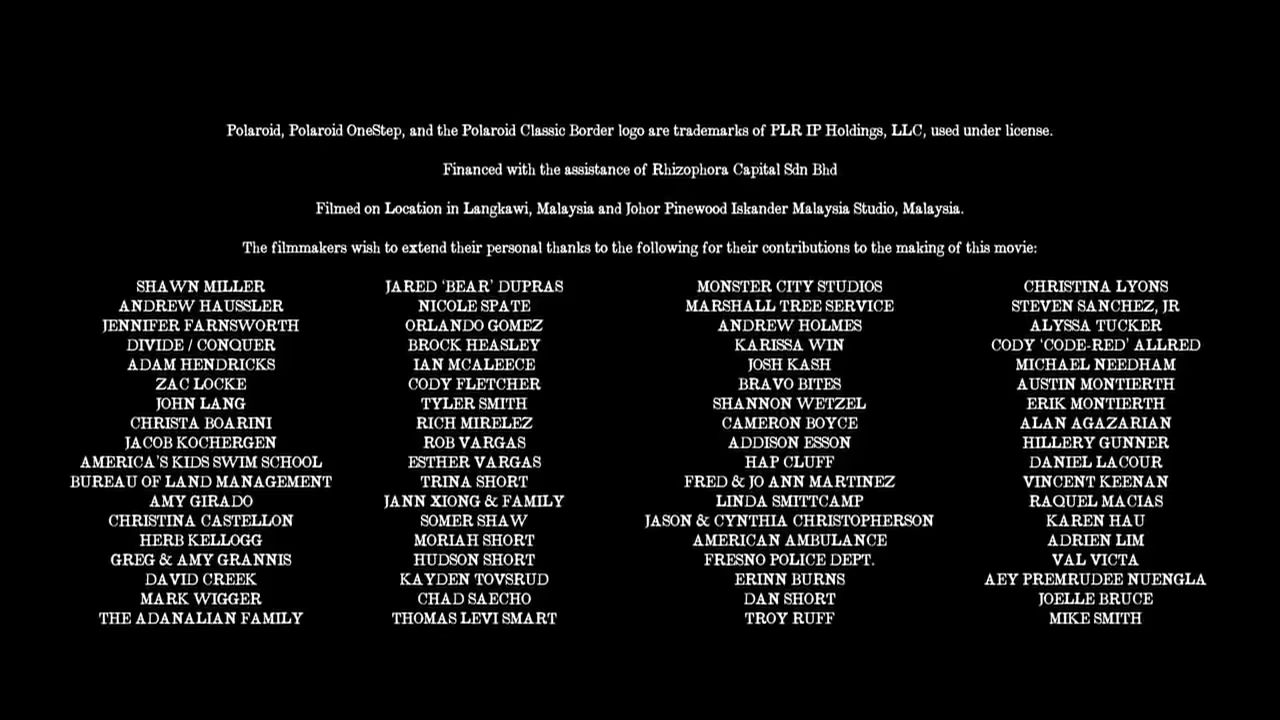 Polaroid, Polaroid OneStep, and the Polaroid Classic Border logo are trademarks of PLR IP Holdings, LLC, used under license.
Financed with the assistance of Rhizophora Capital Sdn Bhd
Filmed on Location in Langkawi, Malaysia and Johor Pinewood Iskander Malaysia Studio, Malaysia.
The filmmakers wish to extend their personal thanks to the following for their contributions to the making of this movie:
SHAWN MILLER
ANDREW HAUSSLER
JENNIFER FARNSWORTH
DIVIDE / CONQUER
ADAM HENDRICKS
ZAC LOCKE
JOHN LANG
CHRISTA BOARINI
JACOB KOCHERGEN
AMERICA'S KIDS SWIM SCHOOL
BUREAU OF LAND MANAGEMENT
AMY GIRADO
CHRISTINA CASTELLON
HERB KELLOGG
GREG & AMY GRANNIS
DAVID CREEK
MARK WIGGER
THE ADANALIAN FAMILY
JARED ‘BEAR’ DUPRAS
NICOLE SPATE
ORLANDO GOMEZ
BROCK HEASLEY
IAN MCALEECE
CODY FLETCHER
TYLER SMITH
RICH MIRELEZ
ROB VARGAS
ESTHER VARGAS
TRINA SHORT
JANN XIONG & FAMILY
SOMER SHAW
MORIAH SHORT
HUDSON SHORT
KAYDEN TOVSRUD
CHAD SAECHO
THOMAS LEVI SMART
MONSTER CITY STUDIOS
MARSHALL TREE SERVICE
ANDREW HOLMES
KARISSA WIN
JOSH KASH
BRAVO BITES
SHANNON WETZEL
CAMERON BOYCE
ADDISON ESSON
HAP CLUFF
FRED & JO ANN MARTINEZ
LINDA SMITTCAMP
JASON & CYNTHIA CHRISTOPHERSON
AMERICAN AMBULANCE
FRESNO POLICE DEPT.
ERINN BURNS
DAN SHORT
TROY RUFF
CHRISTINA LYONS
STEVEN SANCHEZ, JR
ALYSSA TUCKER
CODY ‘CODE-RED’ ALLRED
MICHAEL NEEDHAM
AUSTIN MONTIERTH
ERIK MONTIERTH
ALAN AGAZARIAN
HILLERY GUNNER
DANIEL LACOUR
VINCENT KEENAN
RAQUEL MACIAS
KAREN HAU
ADRIEN LIM
VAL VICTA
AEY PREMRUDEE NUENGLA
JOELLE BRUCE
MIKE SMITH